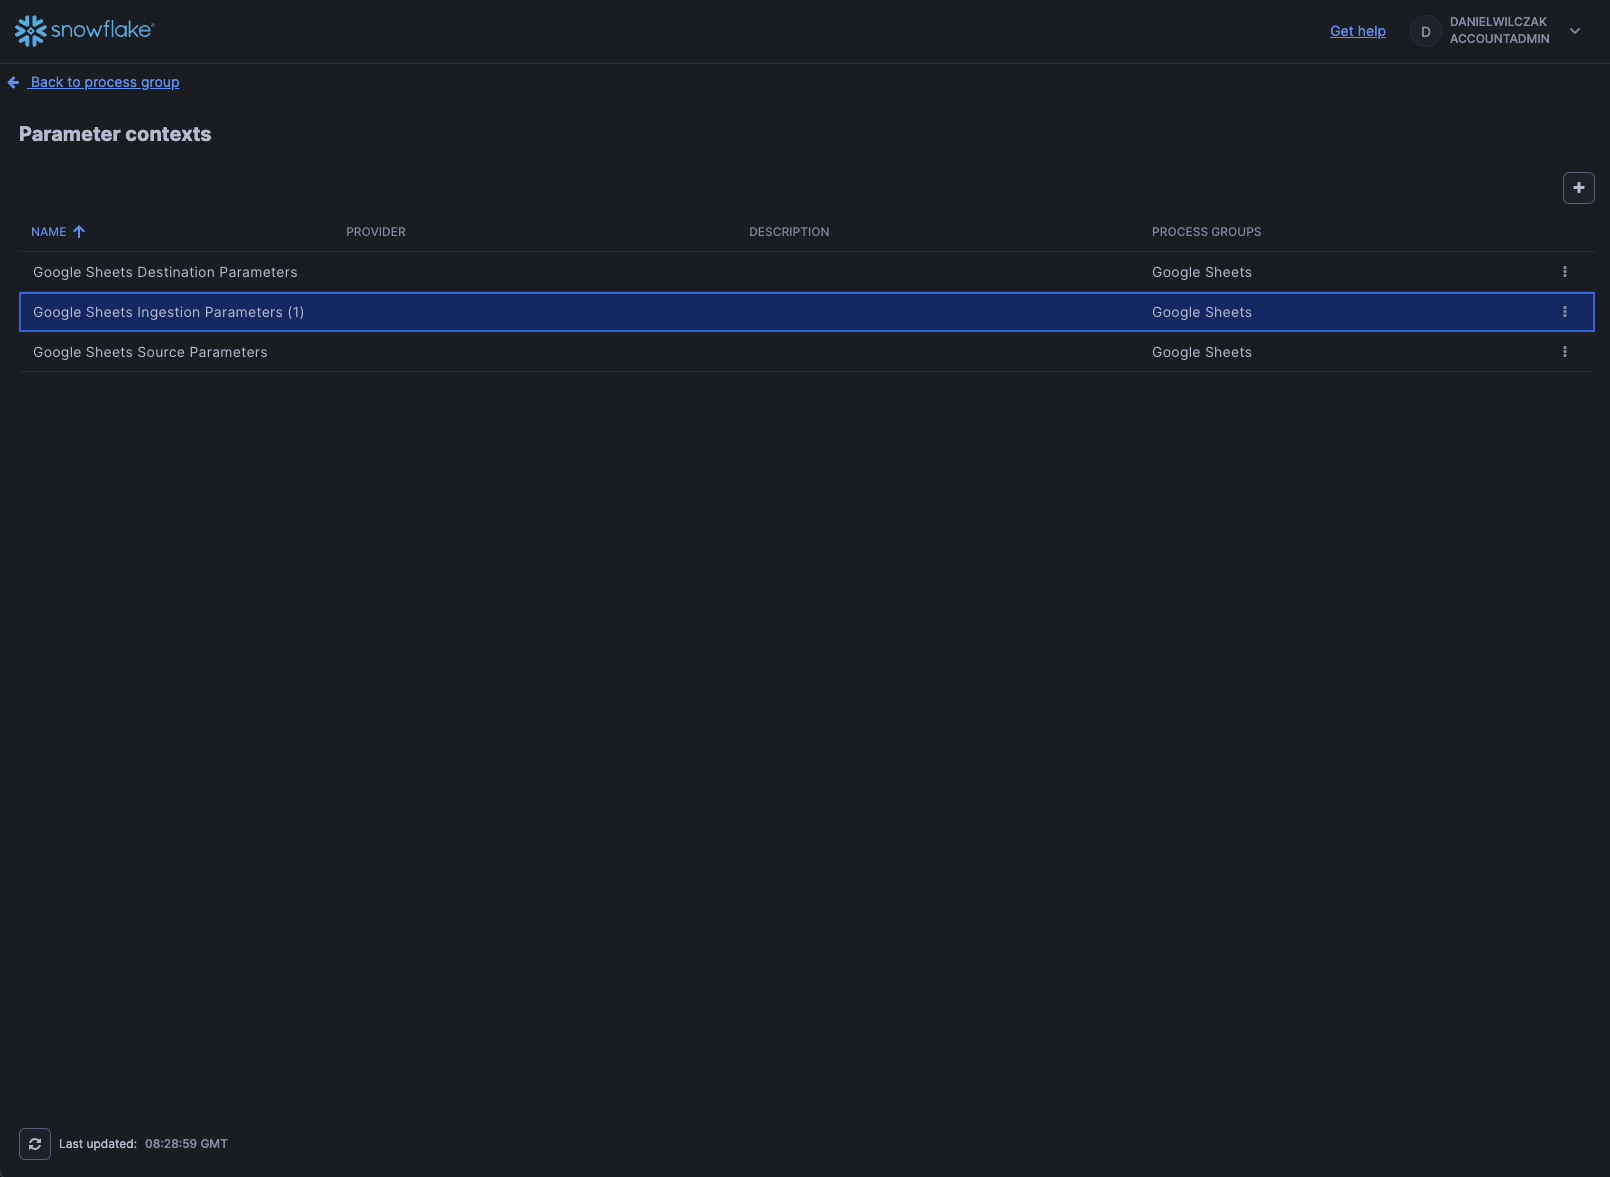 snowflake
Get help
D
DANIELWILCZAK
ACCOUNTADMIN
Back to process group
Parameter contexts
NAME PROVIDER DESCRIPTION PROCESS GROUPS
Google Sheets Destination Parameters Google Sheets
Google Sheets Ingestion Parameters (1) Google Sheets
Google Sheets Source Parameters Google Sheets
Last updated: 08:28:59 GMT